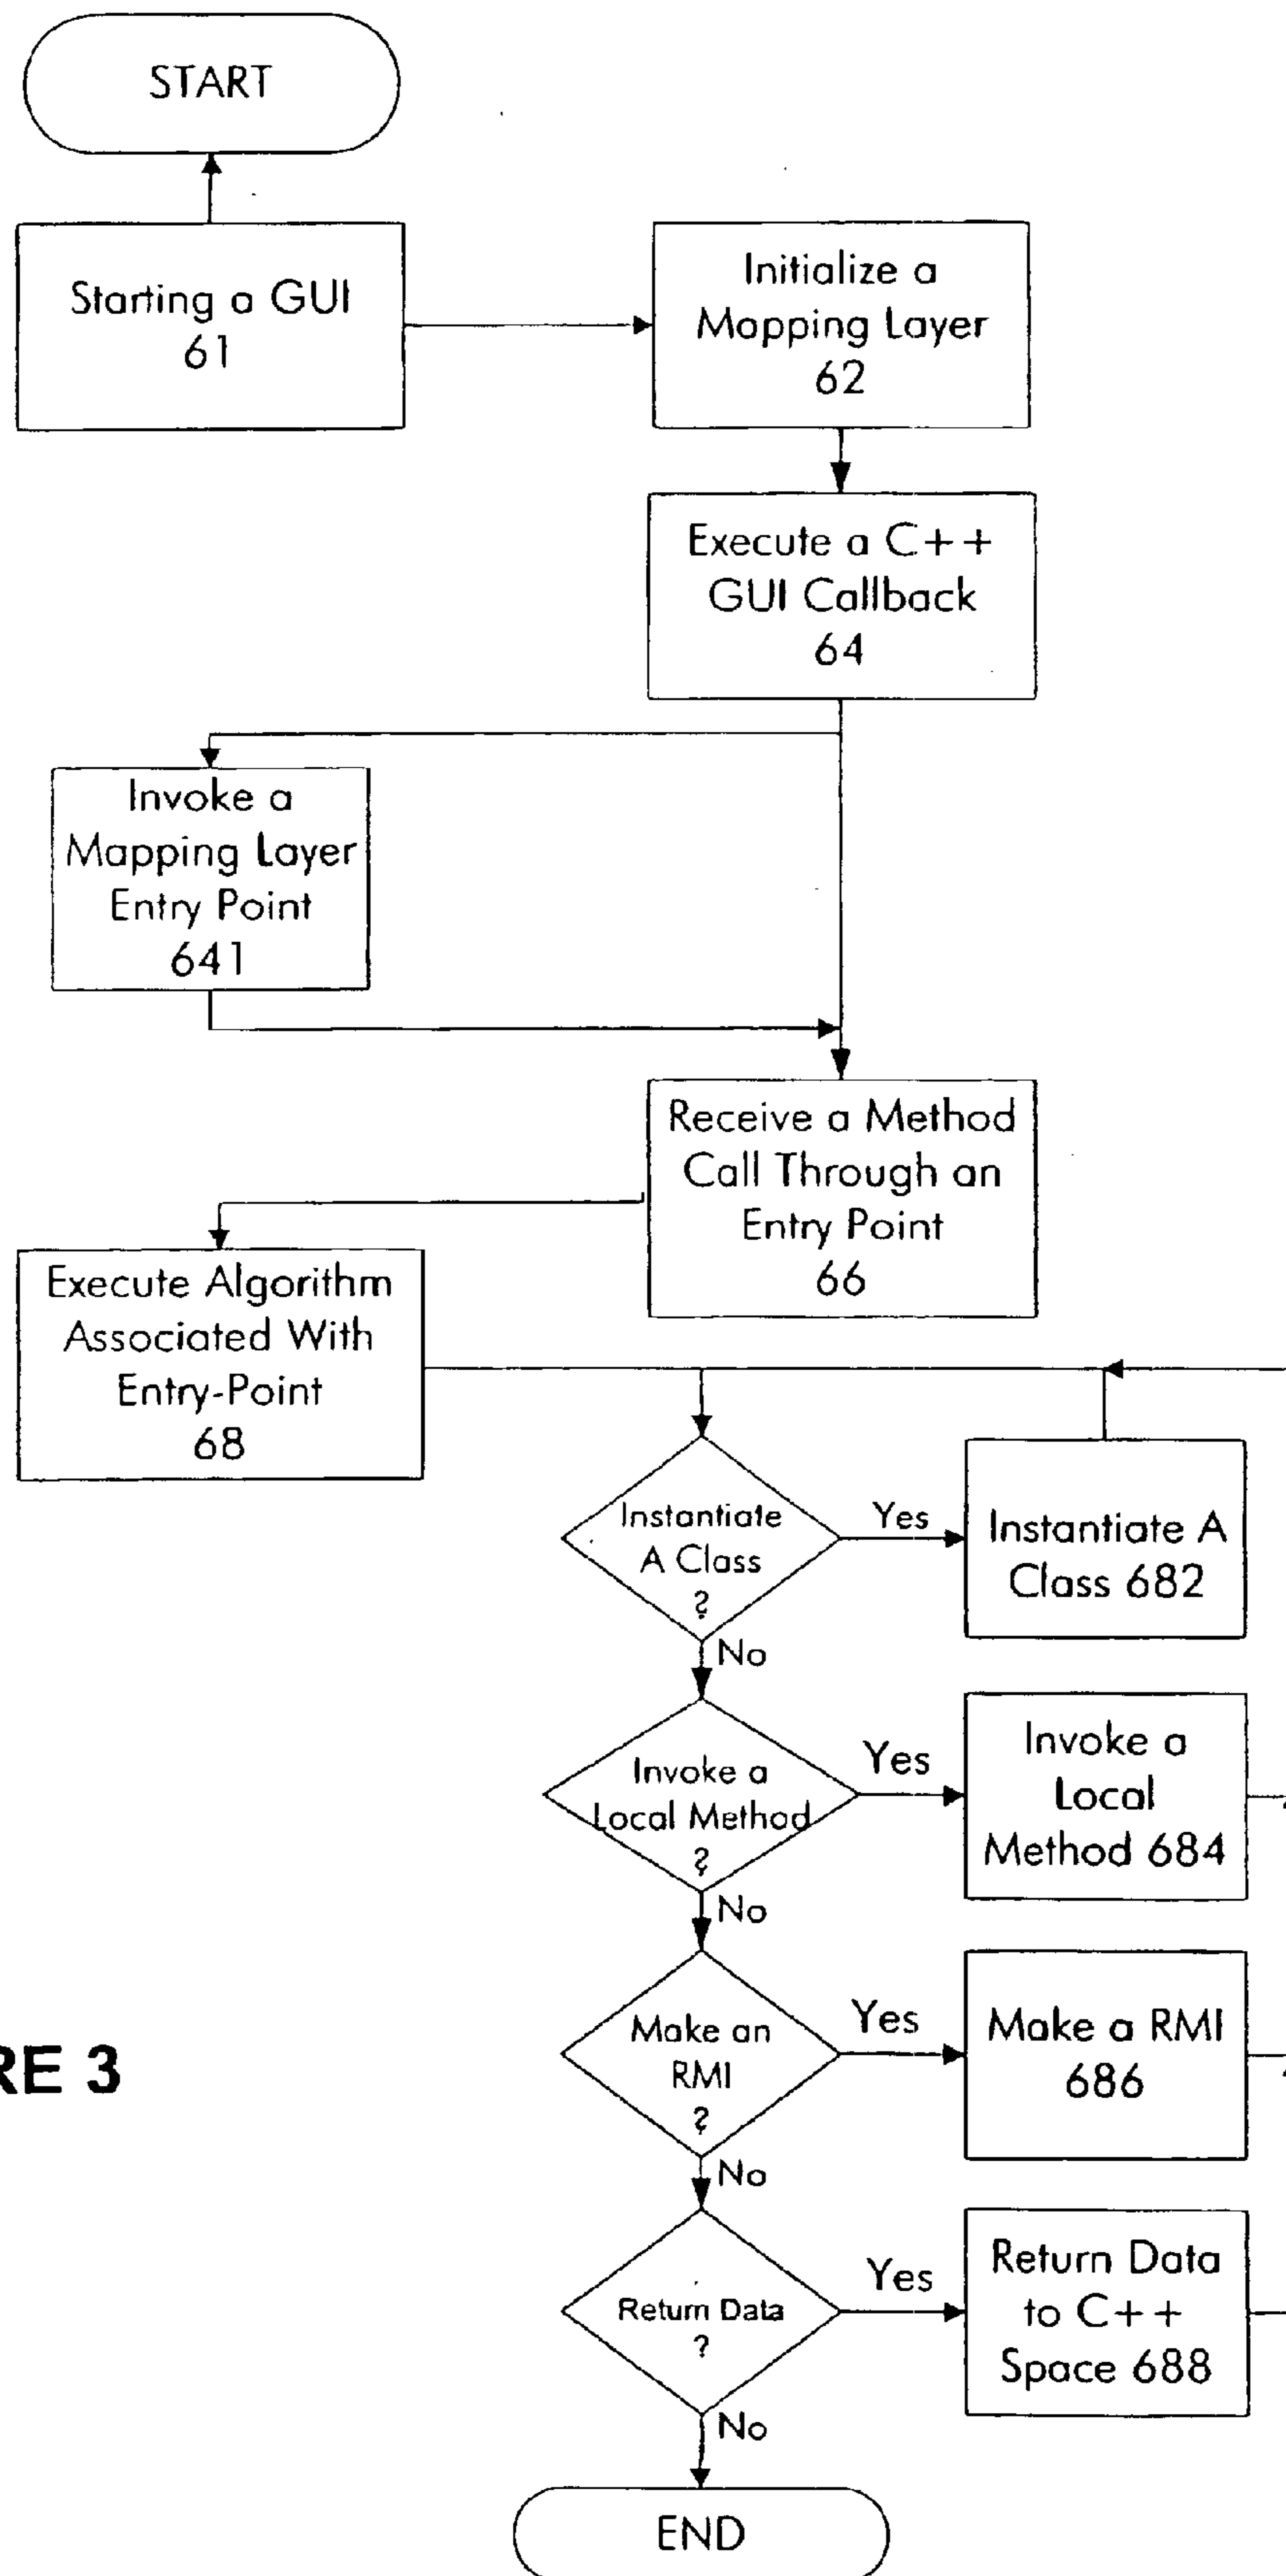 START
Starting a GUI
61
Initialize a
Mapping Layer
62
Execute a C++
GUI Callback
64
Invoke a
Mapping Layer
Entry Point
641
Receive a Method
Call Through an
Entry Point
66
Execute Algorithm
Associated With
Entry-Point
68
Instantiate
A Class
?
Yes
Instantiate A
Class 682
No
Invoke a
Local Method
?
Yes
Invoke a
Local
Method 684
No
Make an
RMI
?
Yes
Make a RMI
686
No
Return Data
?
Yes
Return Data
to C++
Space 688
No
END
RE 3